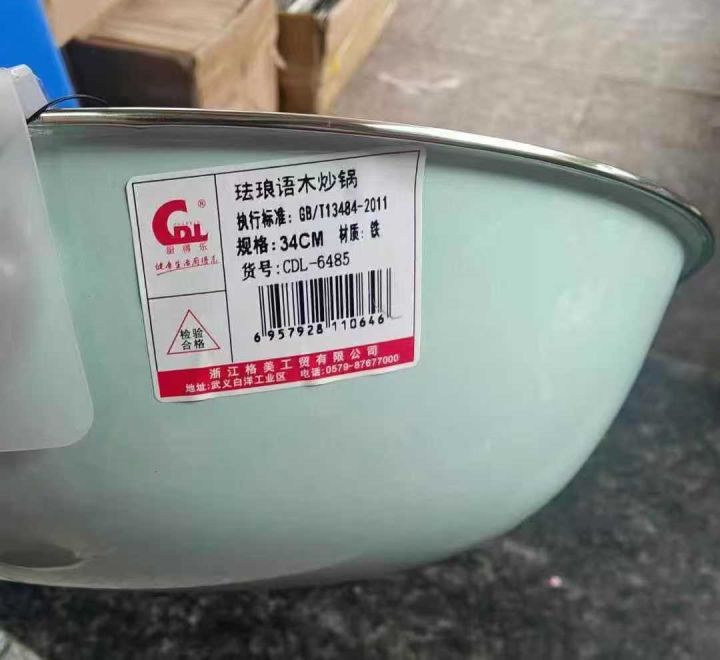 珐琅语木炒锅
执行标准：GB/T13484-2011
规格：34CM 材质：铁
货号：CDL-6485
6 957928 110646
CDL®
厨得乐
健康生活厨得乐
检验
合格
浙江格美工贸有限公司
地址：武义白洋工业区 电话：0579-87677000